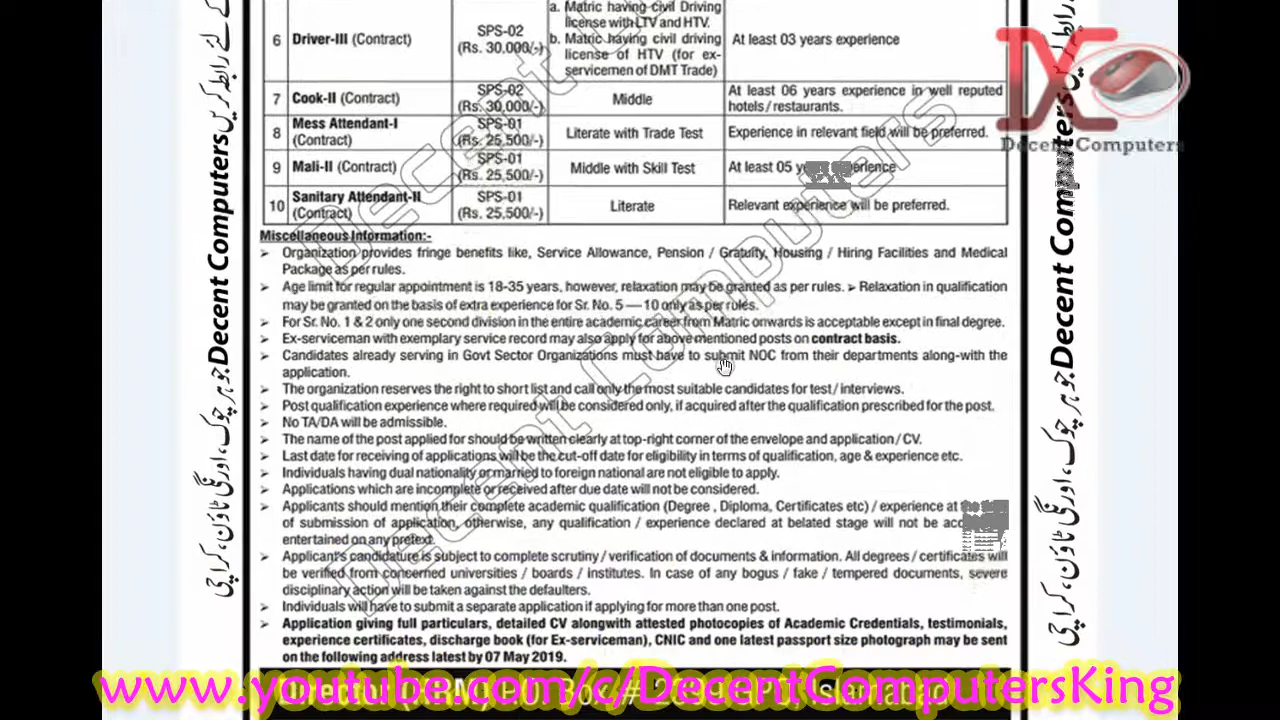 6 Driver-III (Contract) SPS-02 (Rs. 30,000/-) a. Matric having civil Driving license with LTV and HTV. b. Matric having civil driving license of HTV (for ex-servicemen of DMT Trade) At least 03 years experience
7 Cook-II (Contract) SPS-02 (Rs. 30,000/-) Middle At least 06 years experience in well reputed hotels/restaurants.
8 Mess Attendant-I (Contract) SPS-01 (Rs. 25,500/-) Literate with Trade Test Experience in relevant field will be preferred.
9 Mali-II (Contract) SPS-01 (Rs. 25,500/-) Middle with Skill Test At least 05 years experience
10 Sanitary Attendant-II (Contract) SPS-01 (Rs. 25,500/-) Literate Relevant experience will be preferred.
Miscellaneous Information:-
➢ Organization provides fringe benefits like, Service Allowance, Pension / Gratuity, Housing / Hiring Facilities and Medical
Package as per rules.
➢ Age limit for regular appointment is 18-35 years, however, relaxation may be granted as per rules. ➢ Relaxation in qualification
may be granted on the basis of extra experience for Sr. No. 5 — 10 only as per rules.
➢ For Sr. No. 1 & 2 only one second division in the entire academic career from Matric onwards is acceptable except in final degree.
➢ Ex-serviceman with exemplary service record may also apply for above mentioned posts on contract basis.
➢ Candidates already serving in Govt Sector Organizations must have to submit NOC from their departments along-with the
application.
➢ The organization reserves the right to short list and call only the most suitable candidates for test/ interviews.
➢ Post qualification experience where required will be considered only, if acquired after the qualification prescribed for the post.
➢ No TA/DA will be admissible.
➢ The name of the post applied for should be written clearly at top-right corner of the envelope and application/ CV.
➢ Last date for receiving of applications will be the cut-off date for eligibility in terms of qualification, age & experience etc.
➢ Individuals having dual nationality or married to foreign national are not eligible to apply.
➢ Applications which are incomplete or received after due date will not be considered.
➢ Applicants should mention their complete academic qualification (Degree , Diploma, Certificates etc) / experience at
of submission of application, otherwise, any qualification / experience declared at belated stage will not be
entertained on any pretext.
➢ Applicant's candidature is subject to complete scrutiny / verification of documents & information. All degrees / certificates will
be verified from concerned universities / boards / institutes. In case of any bogus / fake / tempered documents, severe
disciplinary action will be taken against the defaulters.
➢ Individuals will have to submit a separate application if applying for more than one post.
➢ Application giving full particulars, detailed CV alongwith attested photocopies of Academic Credentials, testimonials,
experience certificates, discharge book (for Ex-serviceman), CNIC and one latest passport size photograph may be sent
on the following address latest by 07 May 2019.
Director Islamabad
www.youtube.com/c/DecentComputersKing
Decent Computers
کے لئے رابطہ کریں Decent Computers، جوہر چوک، اورنگی ٹاؤن، کراچی
رابطہ کریں Decent Computers، جوہر چوک، اورنگی ٹاؤن، کراچی
Decent Computers
DC